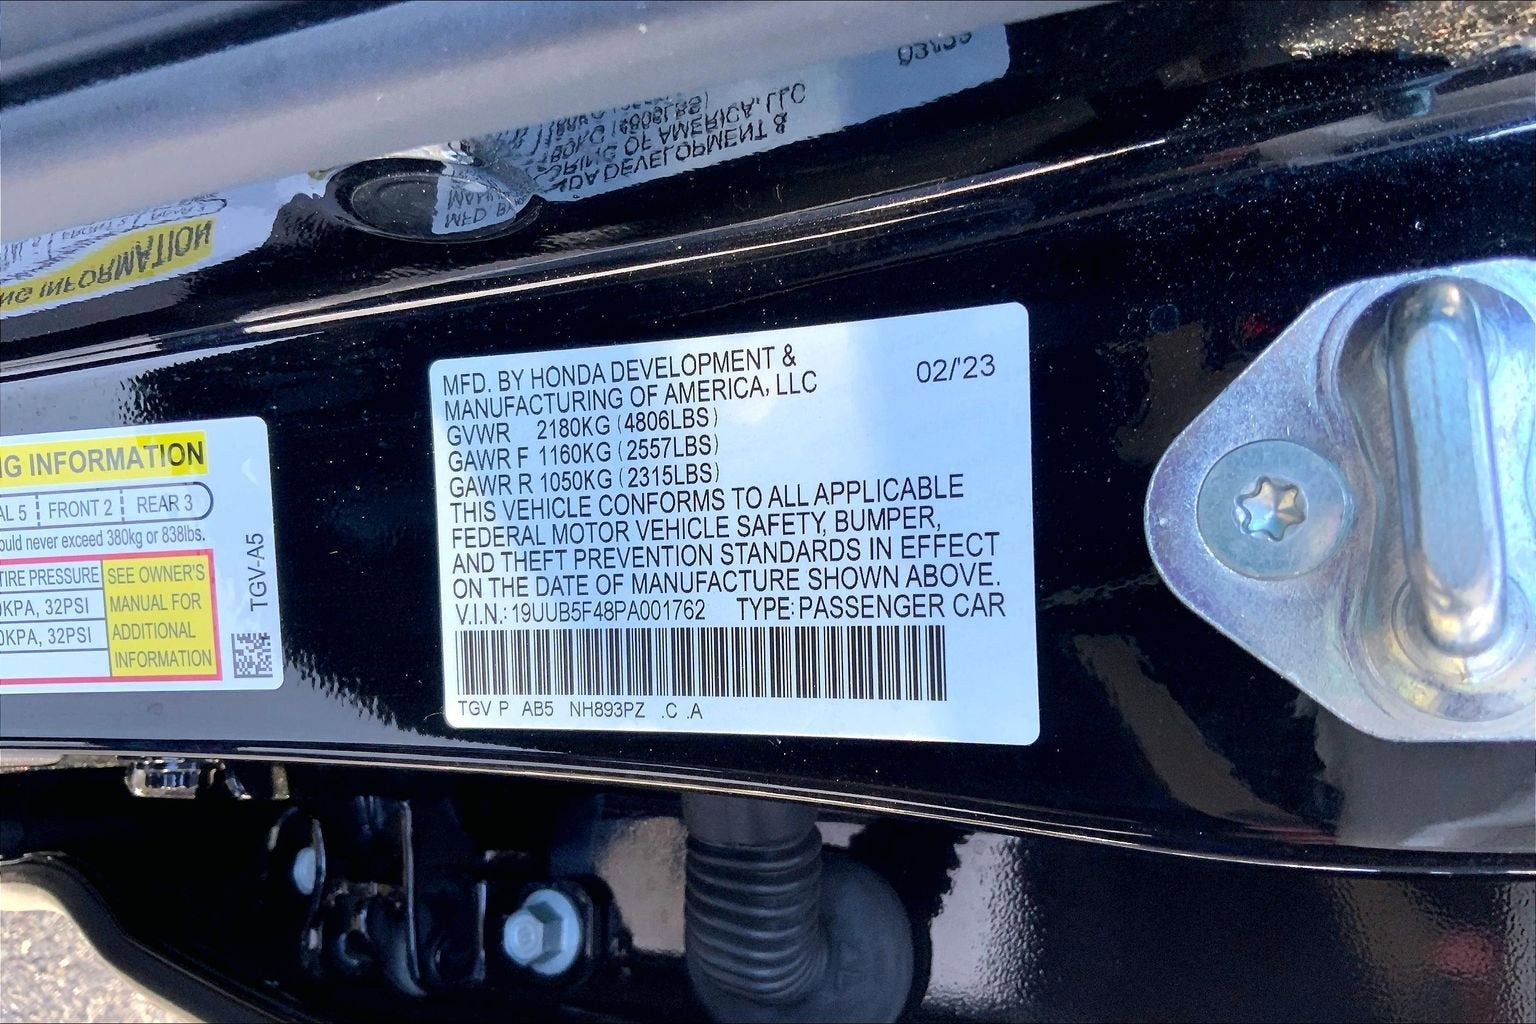 MFD. BY HONDA DEVELOPMENT &
MANUFACTURING OF AMERICA, LLC
02/'23
GVWR 2180KG (4806LBS)
GAWR F 1160KG (2557LBS)
GAWR R 1050KG (2315LBS)
THIS VEHICLE CONFORMS TO ALL APPLICABLE
FEDERAL MOTOR VEHICLE SAFETY, BUMPER,
AND THEFT PREVENTION STANDARDS IN EFFECT
ON THE DATE OF MANUFACTURE SHOWN ABOVE.
V.I.N.: 19UUB5F48PA001762 TYPE: PASSENGER CAR
TGV P AB5 NH893PZ .C .A
NG INFORMATION
AL 5 FRONT 2 REAR 3
ould never exceed 380kg or 838lbs.
TIRE PRESSURE
0KPA, 32PSI
0KPA, 32PSI
SEE OWNER'S
MANUAL FOR
ADDITIONAL
INFORMATION
TGV-A5